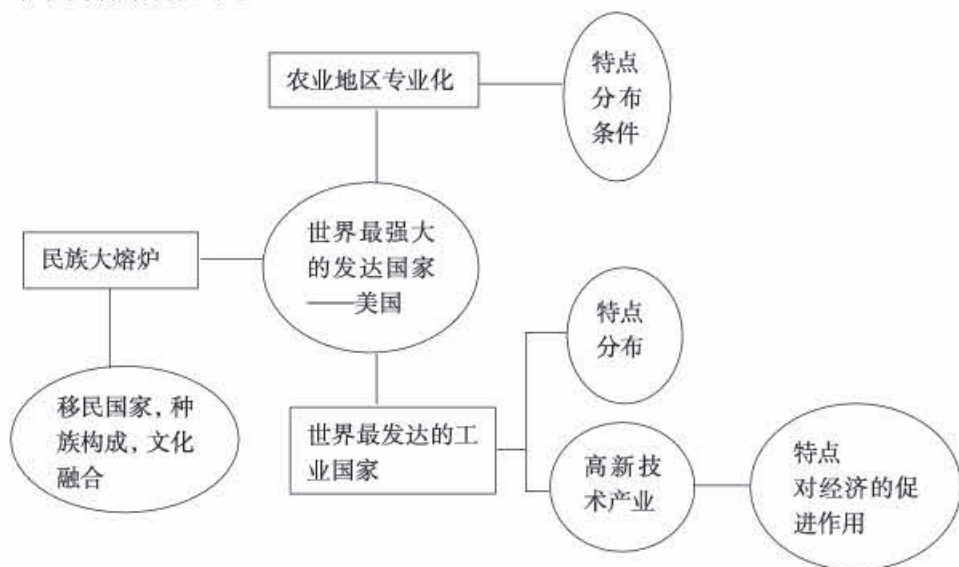 农业地区专业化
特点
分布
条件
世界最强大
的发达国家
——美国
民族大熔炉
移民国家，种
族构成，文化
融合
特点
分布
世界最发达的工
业国家
高新技
术产业
特点
对经济的促
进作用